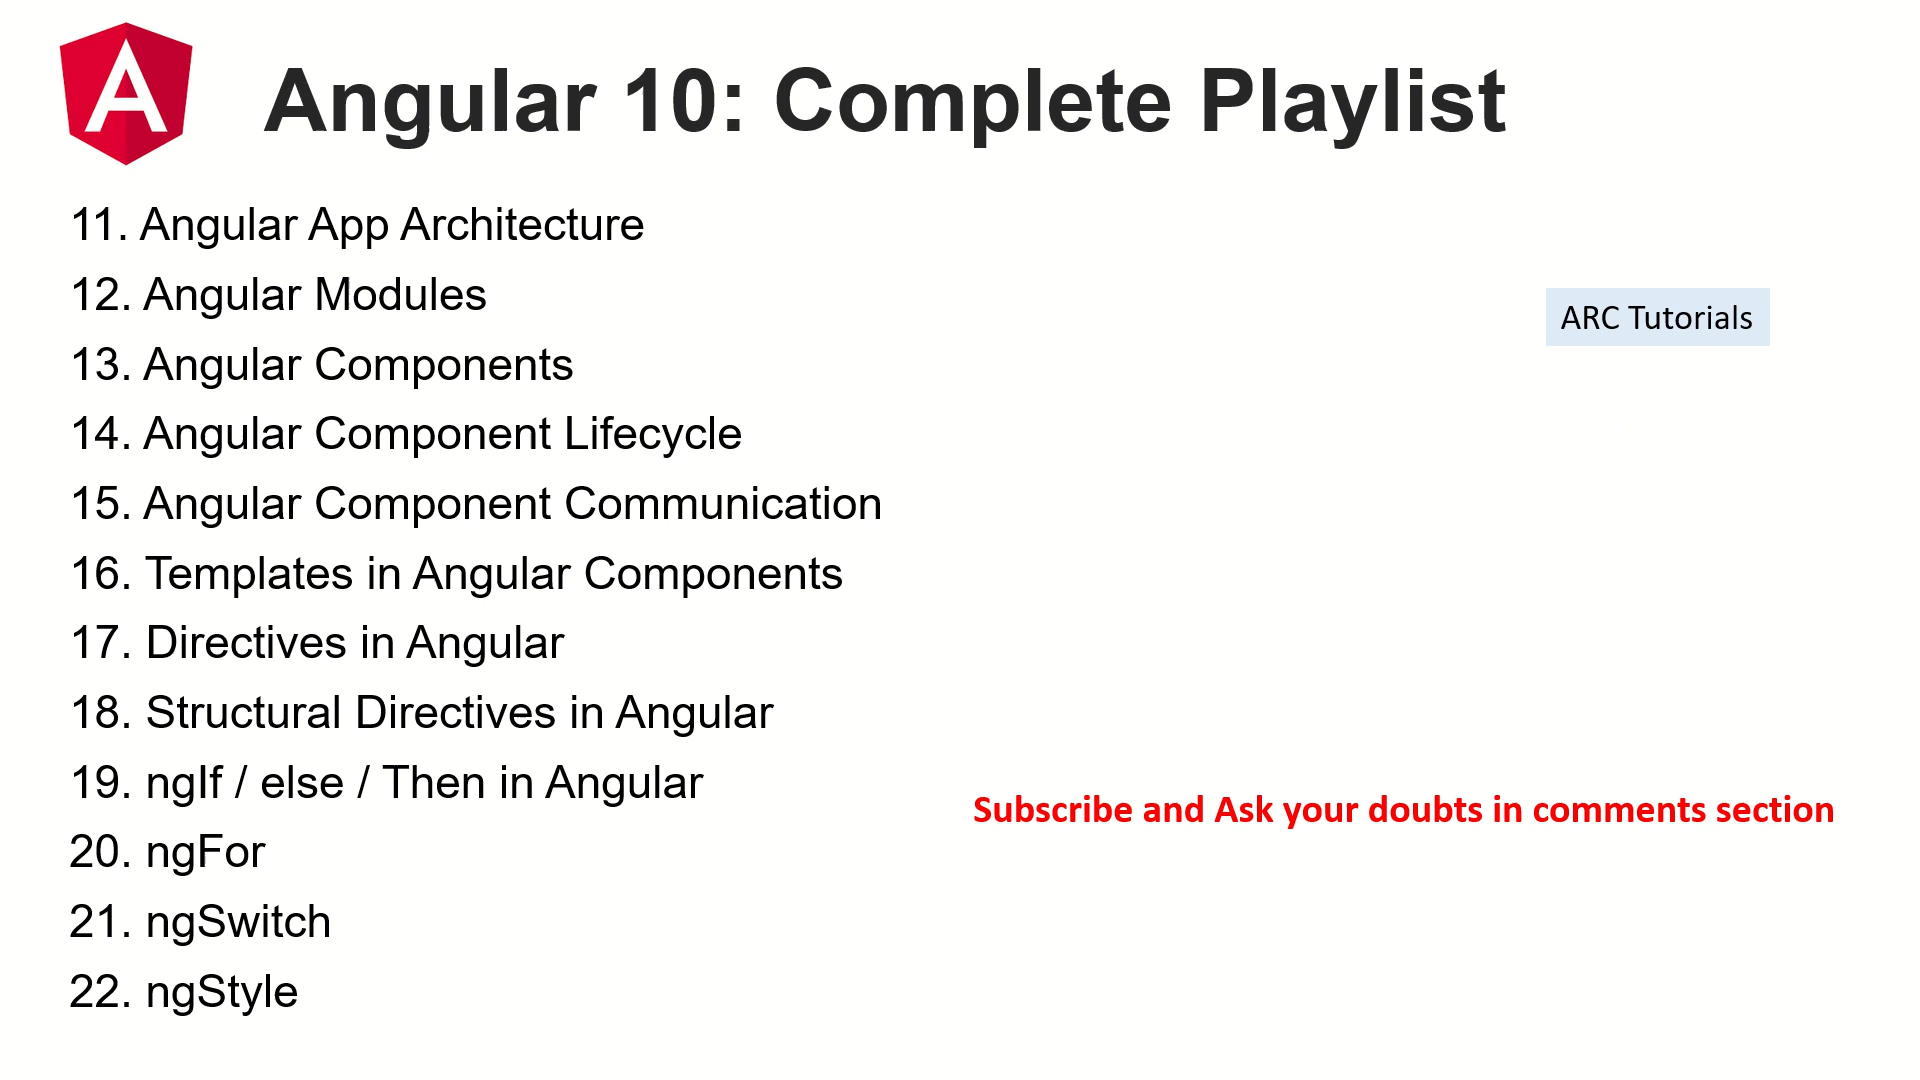 Angular 10: Complete Playlist
11. Angular App Architecture
12. Angular Modules
ARC Tutorials
13. Angular Components
14. Angular Component Lifecycle
15. Angular Component Communication
16. Templates in Angular Components
17. Directives in Angular
18. Structural Directives in Angular
19. ngIf / else / Then in Angular
Subscribe and Ask your doubts in comments section
20. ngFor
21. ngSwitch
22. ngStyle